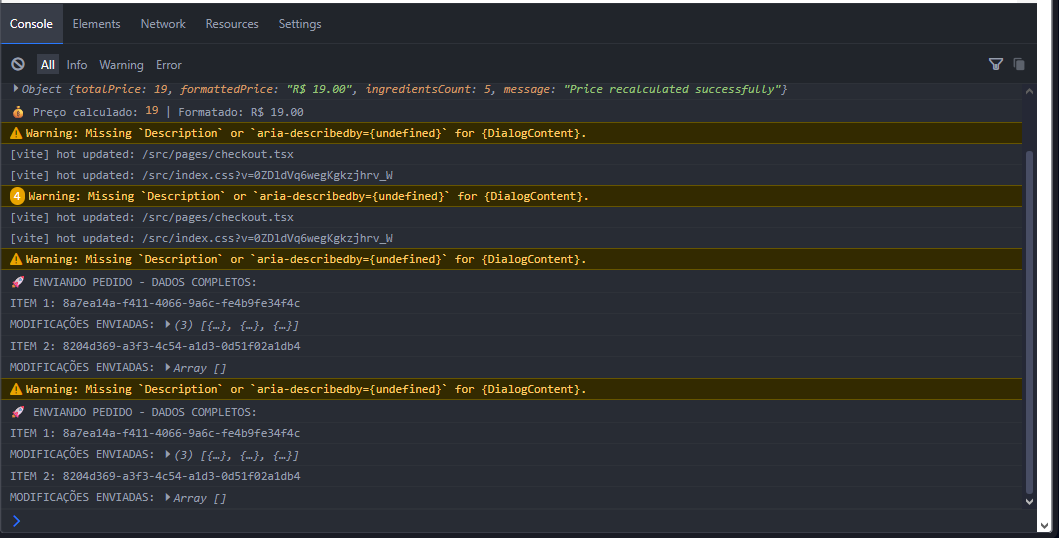 Console Elements Network Resources Settings
All Info Warning Error
Object {totalPrice: 19, formattedPrice: "R$ 19.00", ingredientsCount: 5, message: "Price recalculated successfully"}
Preço calculado: 19 | Formatado: R$ 19.00
Warning: Missing `Description` or `aria-describedby={undefined}` for {DialogContent}.
[vite] hot updated: /src/pages/checkout.tsx
[vite] hot updated: /src/index.css?v=0ZDldVq6wegKgkzjhrv_W
4 Warning: Missing `Description` or `aria-describedby={undefined}` for {DialogContent}.
[vite] hot updated: /src/pages/checkout.tsx
[vite] hot updated: /src/index.css?v=0ZDldVq6wegKgkzjhrv_W
Warning: Missing `Description` or `aria-describedby={undefined}` for {DialogContent}.
🚀 ENVIANDO PEDIDO - DADOS COMPLETOS:
ITEM 1: 8a7ea14a-f411-4066-9a6c-fe4b9fe34f4c
MODIFICAÇÕES ENVIADAS: (3) [{…}, {…}, {…}]
ITEM 2: 8204d369-a3f3-4c54-a1d3-0d51f02a1db4
MODIFICAÇÕES ENVIADAS: Array []
Warning: Missing `Description` or `aria-describedby={undefined}` for {DialogContent}.
🚀 ENVIANDO PEDIDO - DADOS COMPLETOS:
ITEM 1: 8a7ea14a-f411-4066-9a6c-fe4b9fe34f4c
MODIFICAÇÕES ENVIADAS: (3) [{…}, {…}, {…}]
ITEM 2: 8204d369-a3f3-4c54-a1d3-0d51f02a1db4
MODIFICAÇÕES ENVIADAS: Array []